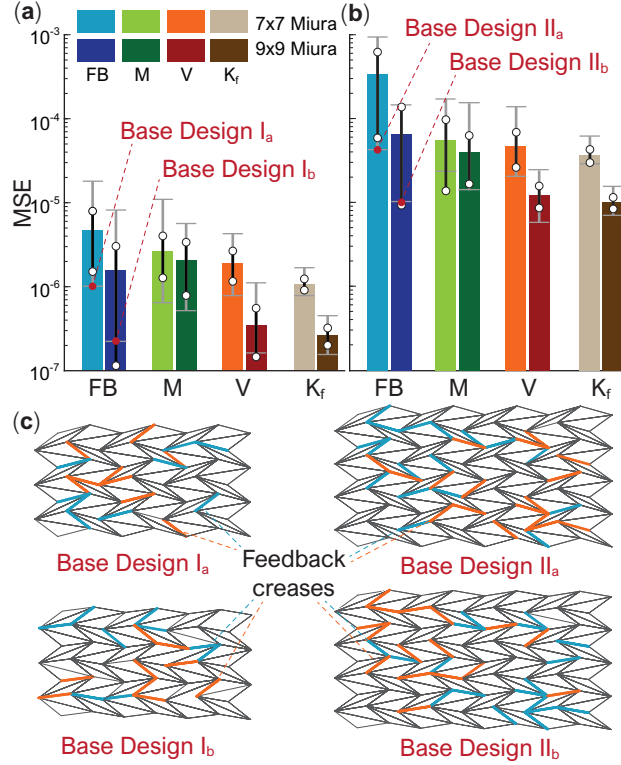 (a)
7x7 Miura
9x9 Miura
FB M V K_f
10^-3
10^-4
10^-5
10^-6
10^-7
MSE
Base Design I_a
Base Design I_b
FB M V K_f
(b)
Base Design II_a
Base Design II_b
FB M V K_f
(c)
Base Design I_a
Feedback
creases
Base Design II_a
Base Design I_b
Base Design II_b